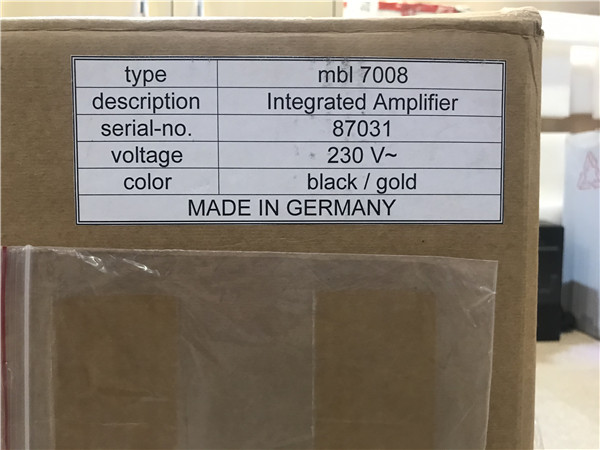 type mbl 7008
description Integrated Amplifier
serial-no. 87031
voltage 230 V~
color black / gold
MADE IN GERMANY